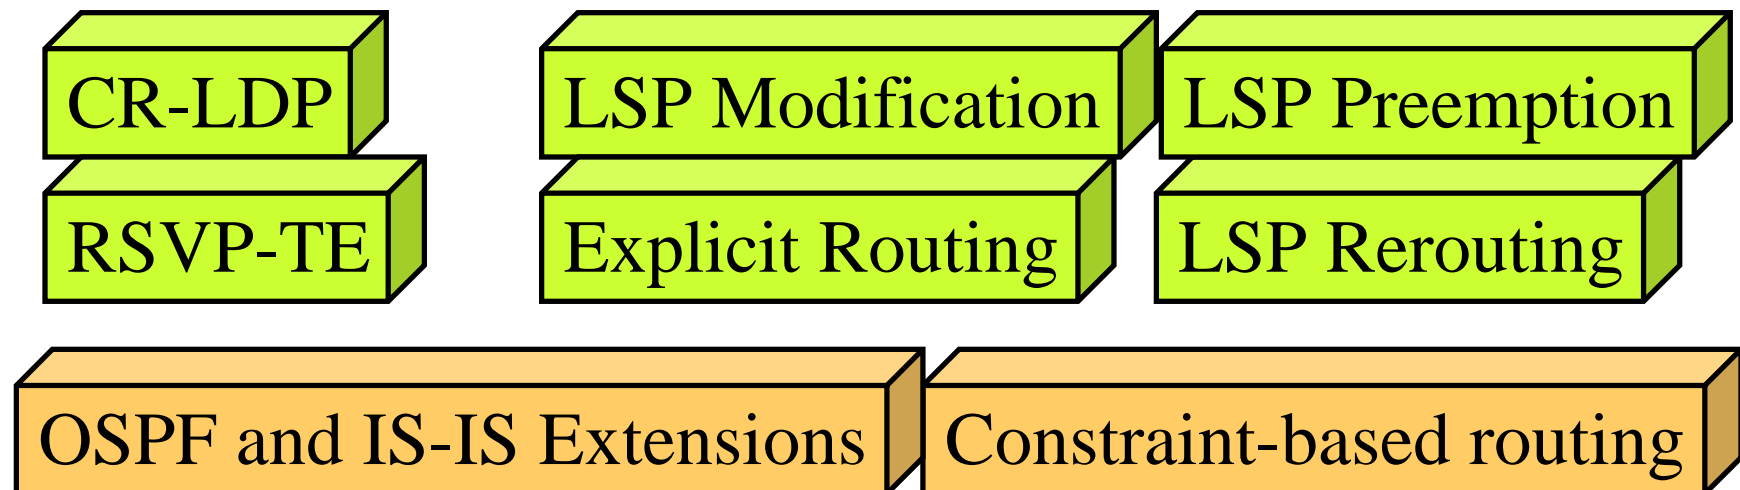 CR-LDP
LSP Modification
LSP Preemption
RSVP-TE
Explicit Routing
LSP Rerouting
OSPF and IS-IS Extensions
Constraint-based routing